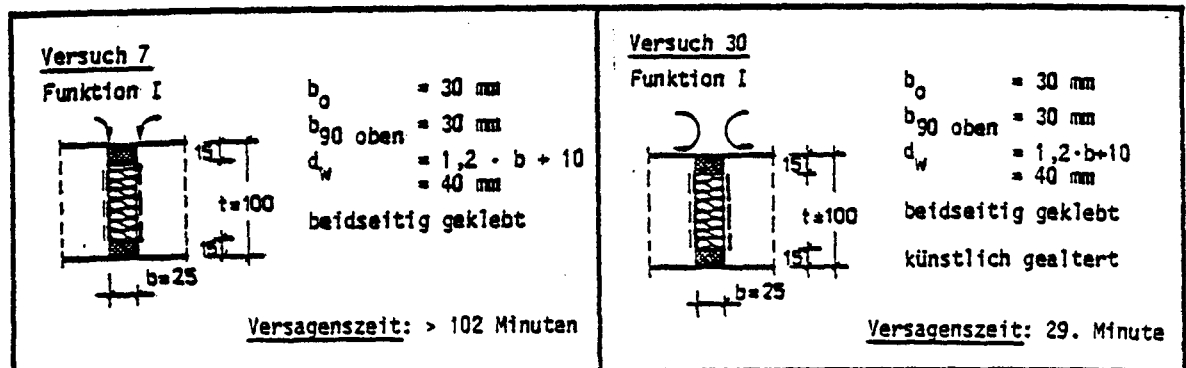 Versuch 7
Funktion I
b₀ = 30 mm
b90 oben = 30 mm
dw = 1,2 · b + 10
= 40 mm
beidseitig geklebt
15
t=100
15
b=25
Versagenszeit: > 102 Minuten
Versuch 30
Funktion I
b₀ = 30 mm
b90 oben = 30 mm
dw = 1,2·b+10
= 40 mm
beidseitig geklebt
künstlich gealtert
15
t=100
15
b=25
Versagenszeit: 29. Minute